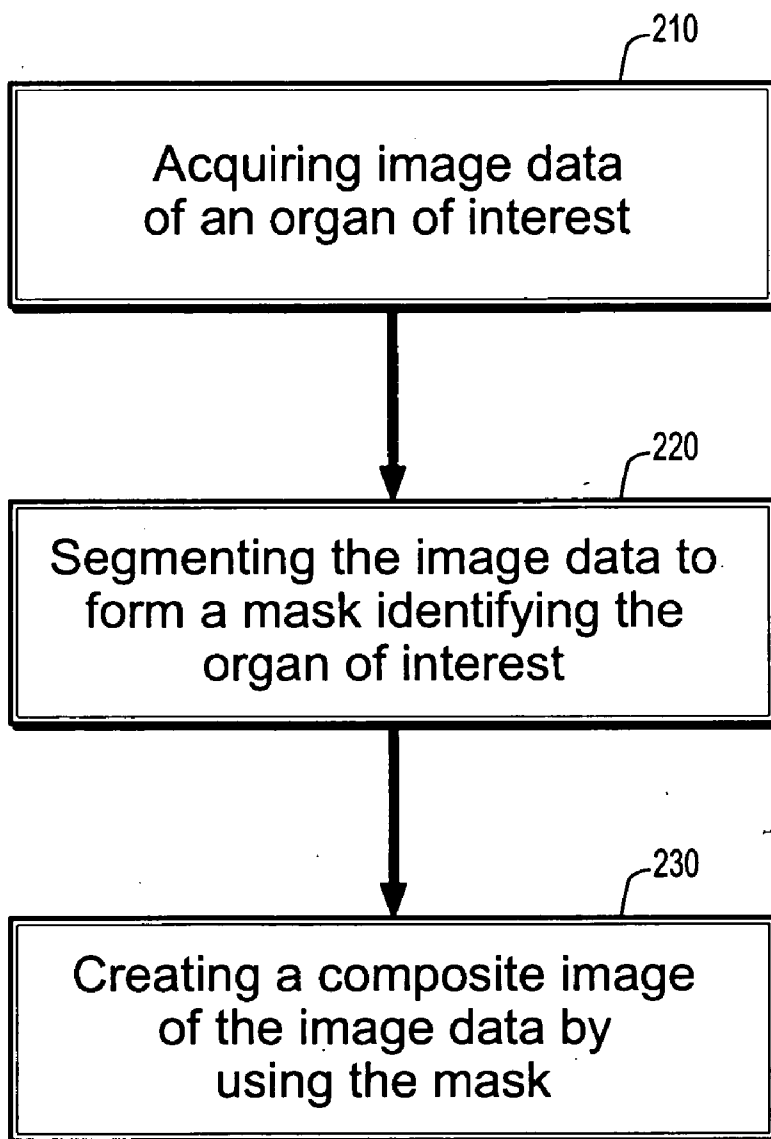 210
Acquiring image data
of an organ of interest
220
Segmenting the image data to
form a mask identifying the
organ of interest
230
Creating a composite image
of the image data by
using the mask